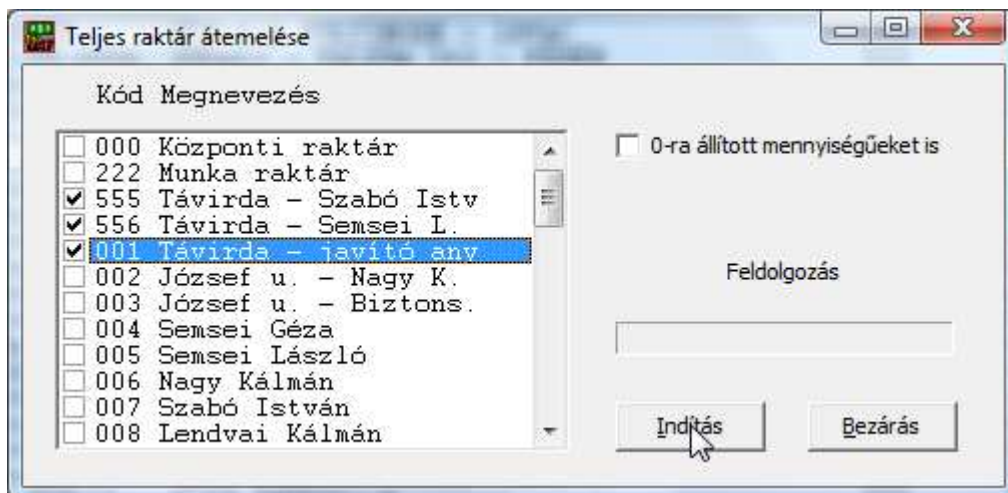 Teljes raktár átemelése
Kód Megnevezés
000 Központi raktár
222 Munka raktár
555 Távirda - Szabó Istv
556 Távirda - Semsei L.
001 Távirda - javító any
002 József u. - Nagy K.
003 József u. - Biztons.
004 Semsei Géza
005 Semsei László
006 Nagy Kálmán
007 Szabó István
008 Lendvai Kálmán
0-ra állított mennyiségűeket is
Feldolgozás
Indítás
Bezárás